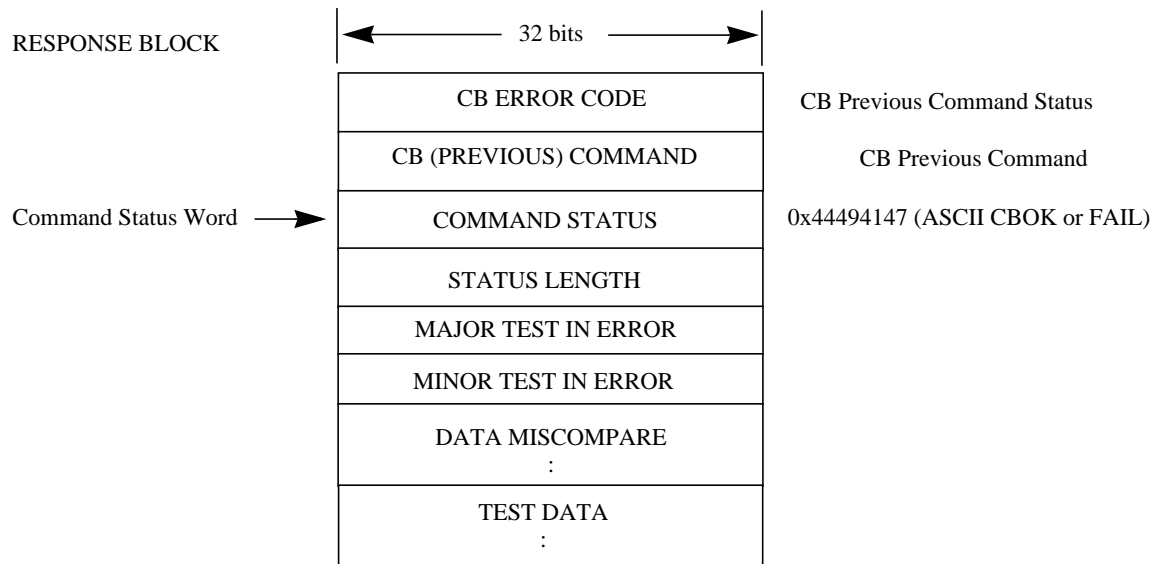 RESPONSE BLOCK
32 bits
CB ERROR CODE
CB Previous Command Status
CB (PREVIOUS) COMMAND
CB Previous Command
Command Status Word
COMMAND STATUS
0x44494147 (ASCII CBOK or FAIL)
STATUS LENGTH
MAJOR TEST IN ERROR
MINOR TEST IN ERROR
DATA MISCOMPARE
:
TEST DATA
: